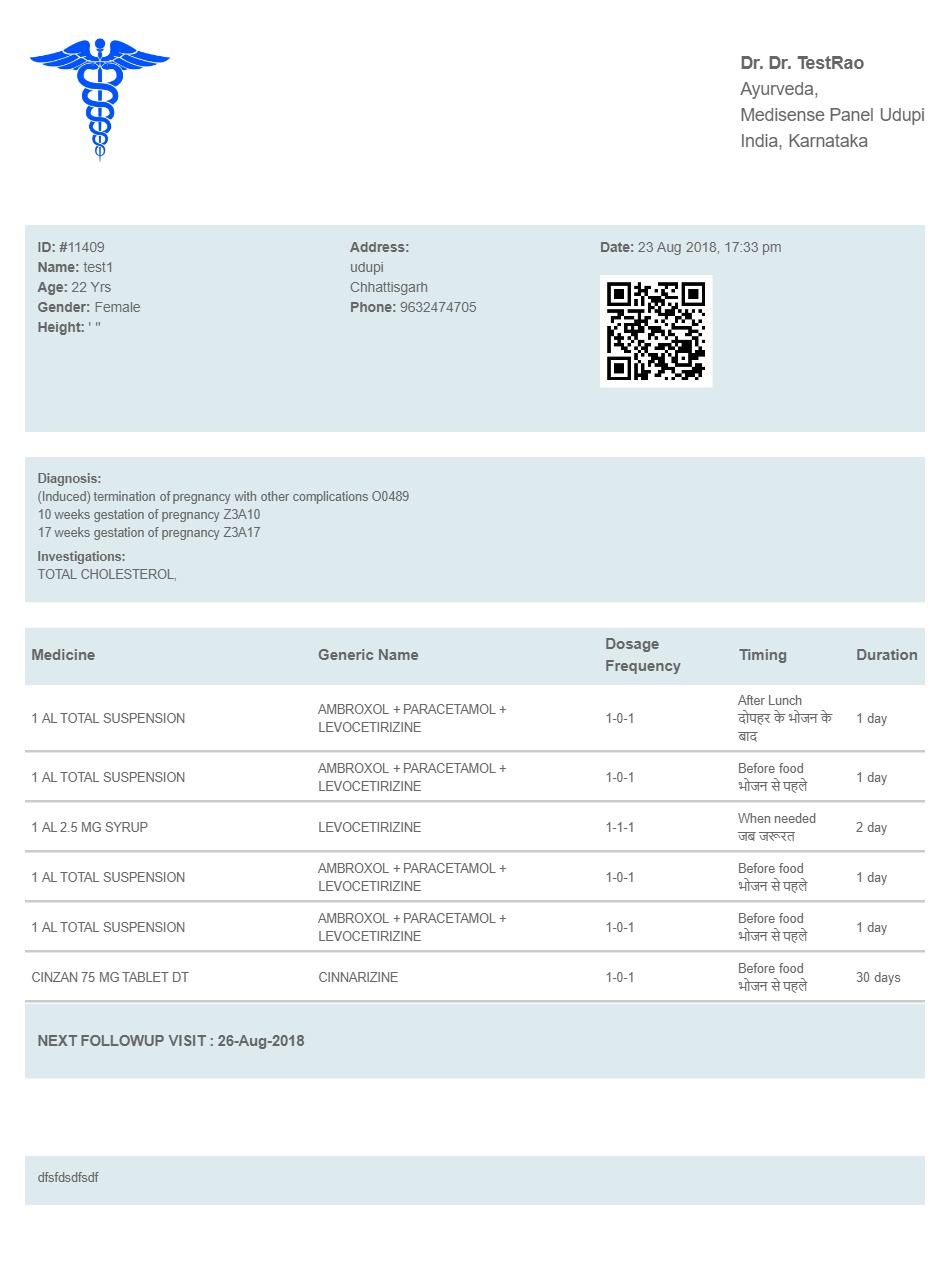 Dr. Dr. TestRao
Ayurveda,
Medisense Panel Udupi
India, Karnataka
ID: #11409
Name: test1
Age: 22 Yrs
Gender: Female
Height: ' "
Address:
udupi
Chhattisgarh
Phone: 9632474705
Date: 23 Aug 2018, 17:33 pm
Diagnosis:
(Induced) termination of pregnancy with other complications O0489
10 weeks gestation of pregnancy Z3A10
17 weeks gestation of pregnancy Z3A17
Investigations:
TOTAL CHOLESTEROL,
Medicine
Generic Name
Dosage
Frequency
Timing
Duration
1 AL TOTAL SUSPENSION
AMBROXOL + PARACETAMOL +
LEVOCETIRIZINE
1-0-1
After Lunch
दोपहर के भोजन के
बाद
1 day
1 AL TOTAL SUSPENSION
AMBROXOL + PARACETAMOL +
LEVOCETIRIZINE
1-0-1
Before food
भोजन से पहले
1 day
1 AL 2.5 MG SYRUP
LEVOCETIRIZINE
1-1-1
When needed
जब जरूरत
2 day
1 AL TOTAL SUSPENSION
AMBROXOL + PARACETAMOL +
LEVOCETIRIZINE
1-0-1
Before food
भोजन से पहले
1 day
1 AL TOTAL SUSPENSION
AMBROXOL + PARACETAMOL +
LEVOCETIRIZINE
1-0-1
Before food
भोजन से पहले
1 day
CINZAN 75 MG TABLET DT
CINNARIZINE
1-0-1
Before food
भोजन से पहले
30 days
NEXT FOLLOWUP VISIT : 26-Aug-2018
dfsfdsdfsdf